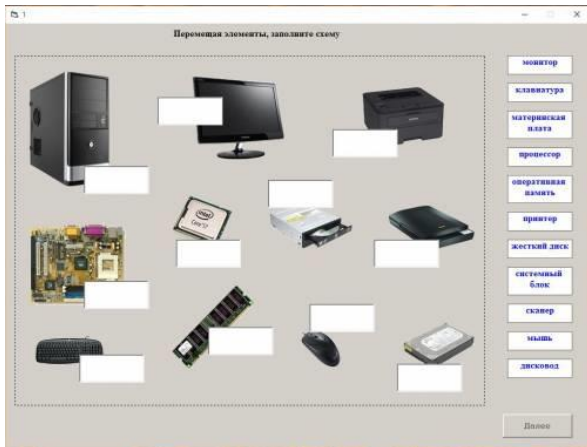 1
Перемещая элементы, заполните схему
монитор
клавиатура
материнская
плата
процессор
оперативная
память
принтер
жесткий диск
системный
блок
сканер
мышь
дисковод
Далее